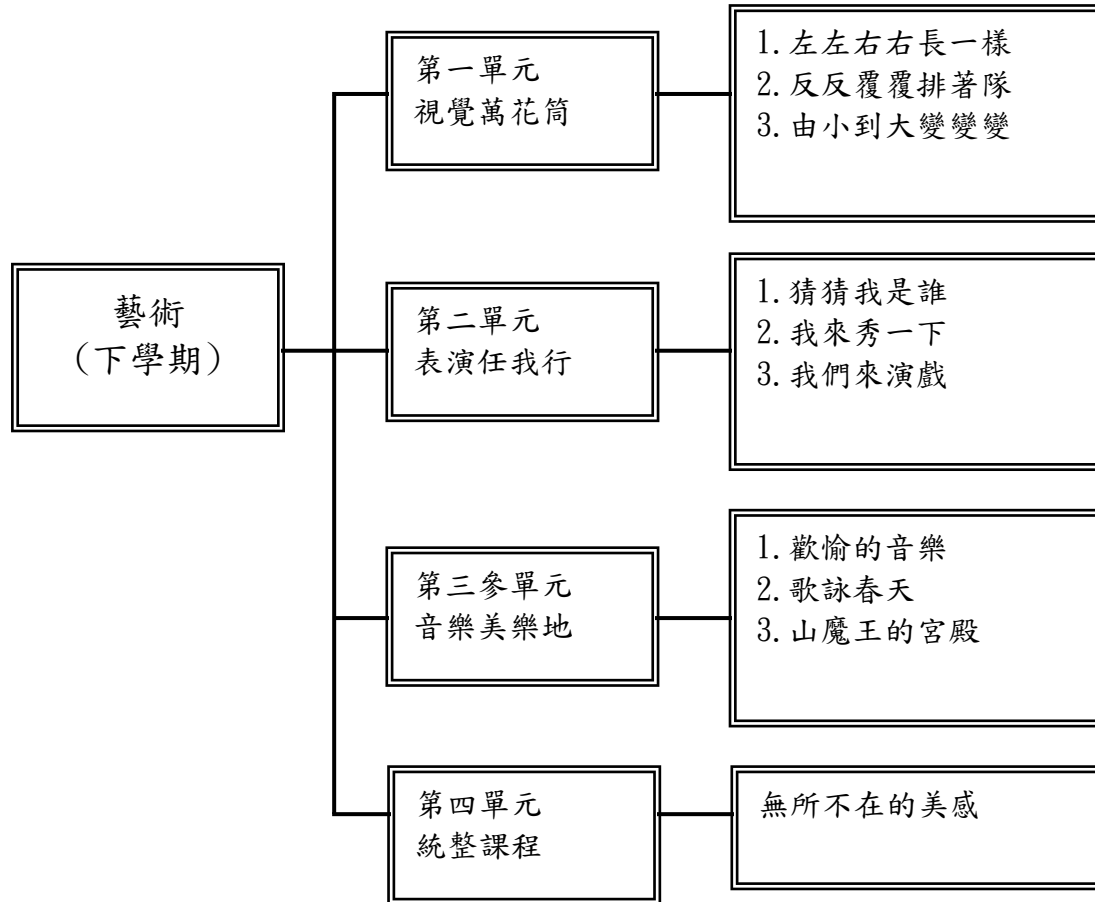 藝術
(下學期)
第一單元
視覺萬花筒
1.左左右右長一樣
2.反反覆覆排著隊
3.由小到大變變變
第二單元
表演任我行
1.猜猜我是誰
2.我來秀一下
3.我們來演戲
第三參單元
音樂美樂地
1.歡愉的音樂
2.歌詠春天
3.山魔王的宮殿
第四單元
統整課程
無所不在的美感